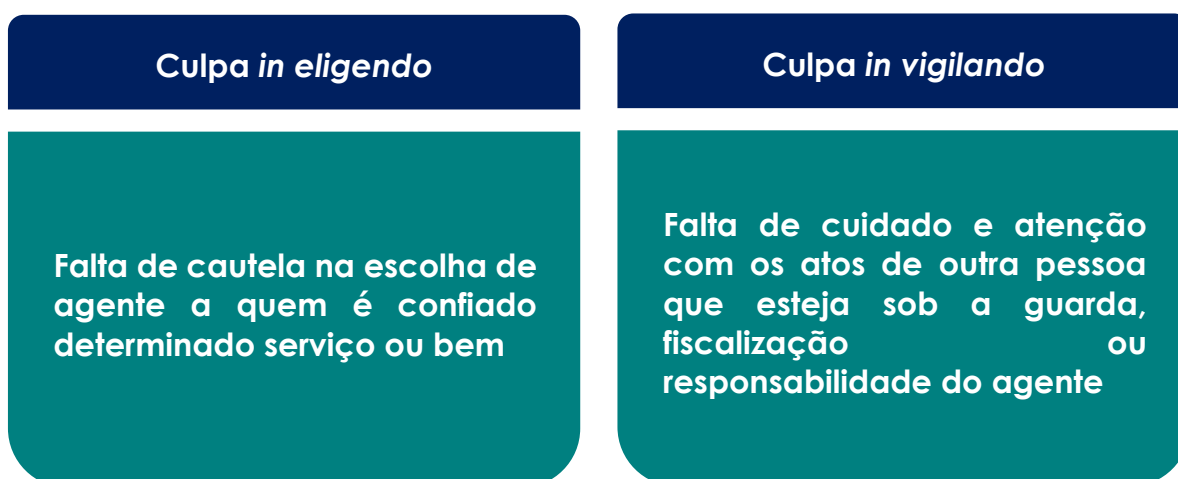 Culpa in eligendo
Falta de cautela na escolha de
agente a quem é confiado
determinado serviço ou bem
Culpa in vigilando
Falta de cuidado e atenção
com os atos de outra pessoa
que esteja sob a guarda,
fiscalização ou
responsabilidade do agente